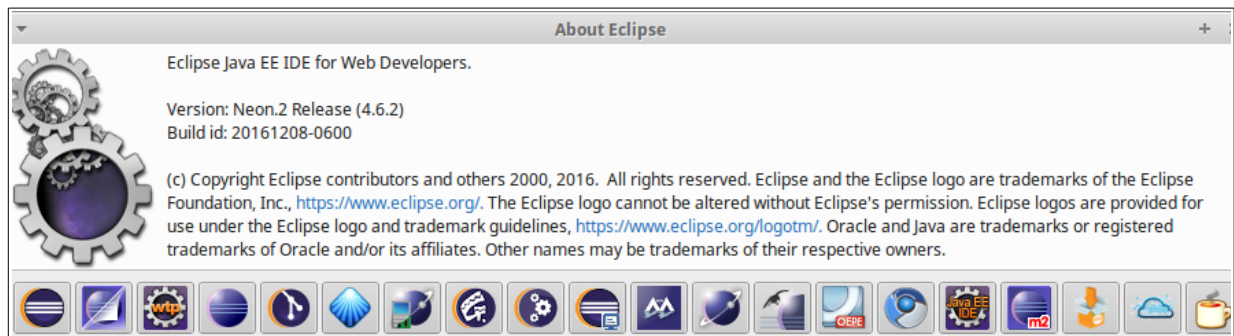 About Eclipse
Eclipse Java EE IDE for Web Developers.
Version: Neon.2 Release (4.6.2)
Build id: 20161208-0600
(c) Copyright Eclipse contributors and others 2000, 2016.  All rights reserved. Eclipse and the Eclipse logo are trademarks of the Eclipse
Foundation, Inc., https://www.eclipse.org/. The Eclipse logo cannot be altered without Eclipse's permission. Eclipse logos are provided for
use under the Eclipse logo and trademark guidelines, https://www.eclipse.org/logotm/. Oracle and Java are trademarks or registered
trademarks of Oracle and/or its affiliates. Other names may be trademarks of their respective owners.
wtp
OEPE
Java EE
IDE
m2